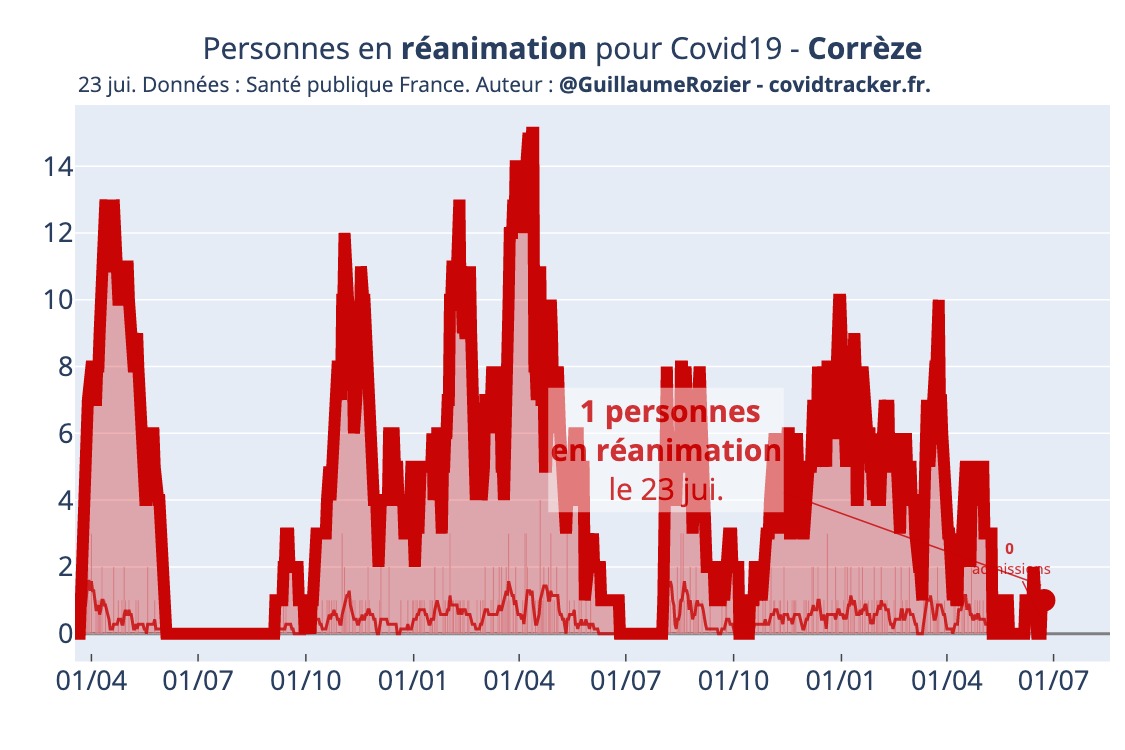 Personnes en réanimation pour Covid19 - Corrèze
23 jui. Données : Santé publique France. Auteur : @GuillaumeRozier - covidtracker.fr.
14
12
10
8
6
4
2
0
1 personnes
en réanimation
le 23 jui.
0
admissions
01/04 01/07 01/10 01/01 01/04 01/07 01/10 01/01 01/04 01/07